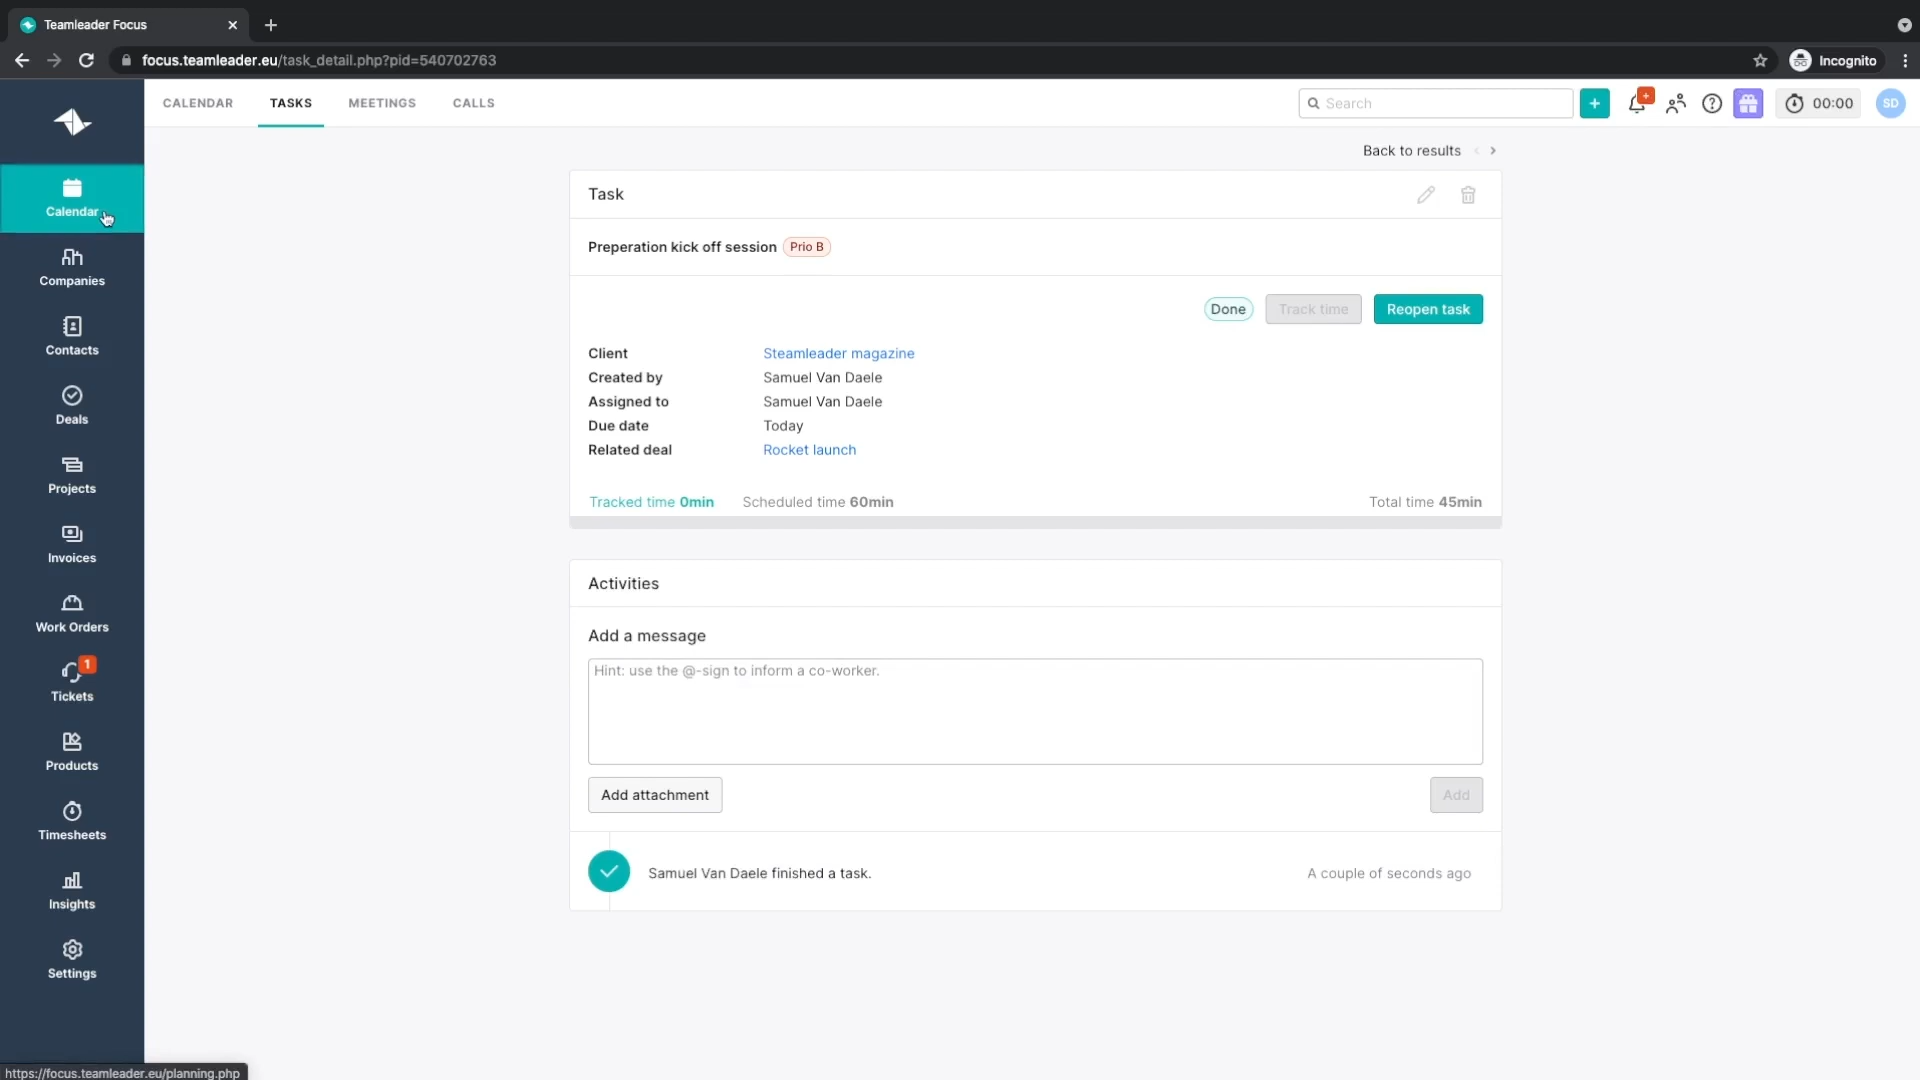 Teamleader Focus
focus.teamleader.eu/task_detail.php?pid=540702763
Incognito
CALENDAR
TASKS
MEETINGS
CALLS
Search
+
00:00
SD
Calendar
Companies
Contacts
Deals
Projects
Invoices
Work Orders
1
Tickets
Products
Timesheets
Insights
Settings
Back to results
Task
Preperation kick off session Prio B
Done
Track time
Reopen task
Client Steamleader magazine
Created by Samuel Van Daele
Assigned to Samuel Van Daele
Due date Today
Related deal Rocket launch
Tracked time 0min Scheduled time 60min Total time 45min
Activities
Add a message
Hint: use the @-sign to inform a co-worker.
Add attachment
Add
Samuel Van Daele finished a task. A couple of seconds ago
https://focus.teamleader.eu/planning.php